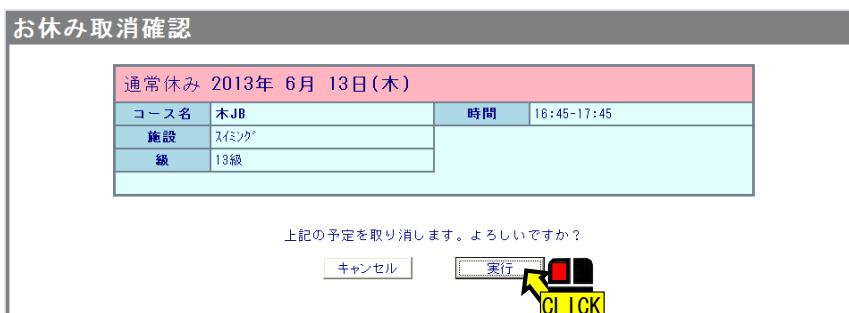 お休み取消確認
通常休み 2013年 6月 13日(木)
コース名 木JB 時間 16:45-17:45
施設 ｽｲﾐﾝｸﾞ
級 13級
上記の予定を取り消します。よろしいですか？
キャンセル 実行
CLICK